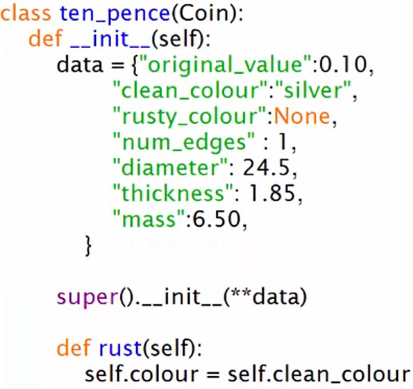 class ten_pence(Coin):
    def __init__(self):
        data = {"original_value":0.10,
                "clean_colour":"silver",
                "rusty_colour":None,
                "num_edges" : 1,
                "diameter": 24.5,
                "thickness": 1.85,
                "mass":6.50,
            }
        super().__init__(**data)
        def rust(self):
            self.colour = self.clean_colour